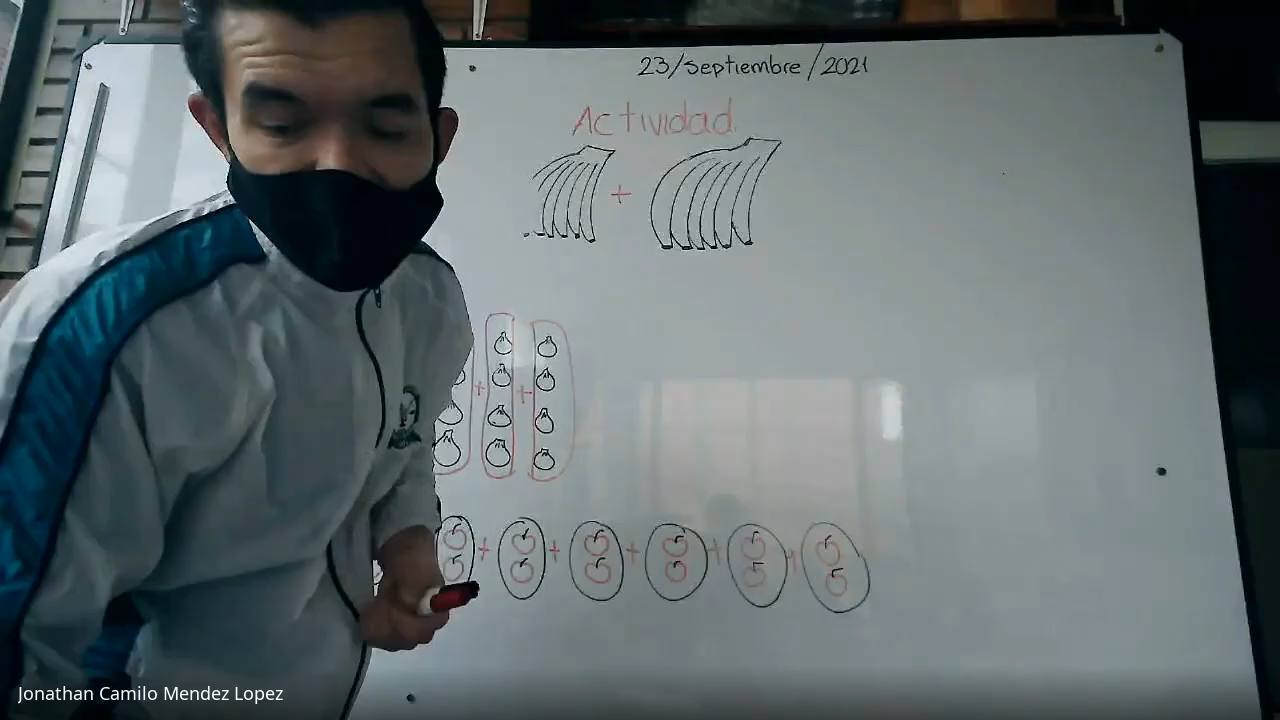 23/Septiembre/2021
Actividad
+
+ +
+ + + + +
Jonathan Camilo Mendez Lopez